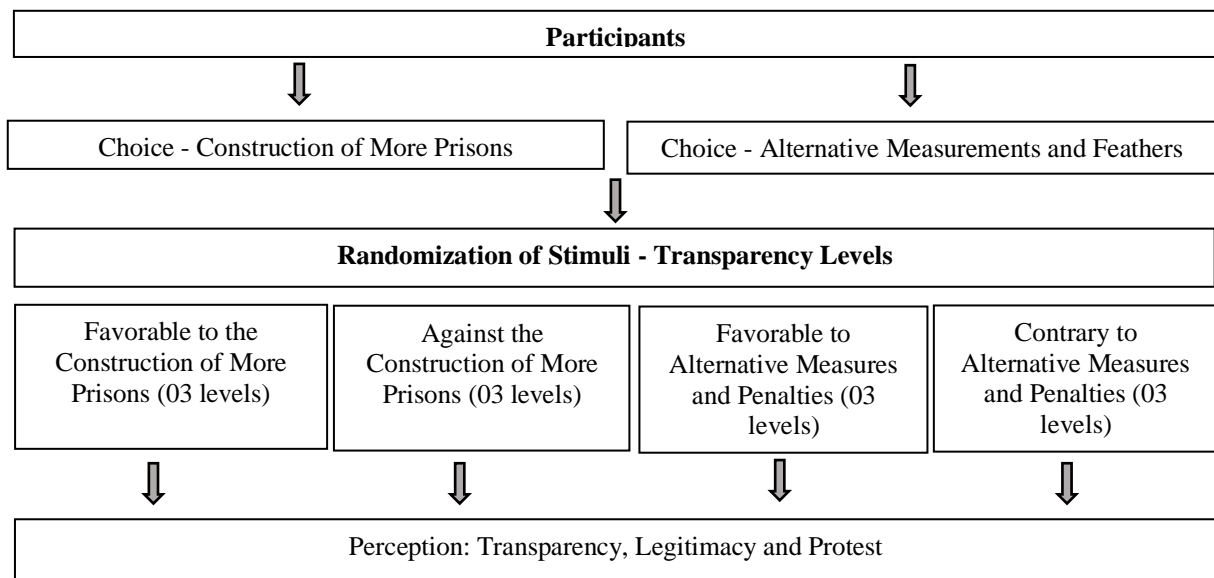 Participants
Choice - Construction of More Prisons
Choice - Alternative Measurements and Feathers
Randomization of Stimuli - Transparency Levels
Favorable to the
Construction of More
Prisons (03 levels)
Against the
Construction of More
Prisons (03 levels)
Favorable to
Alternative Measures
and Penalties (03
levels)
Contrary to
Alternative Measures
and Penalties (03
levels)
Perception: Transparency, Legitimacy and Protest